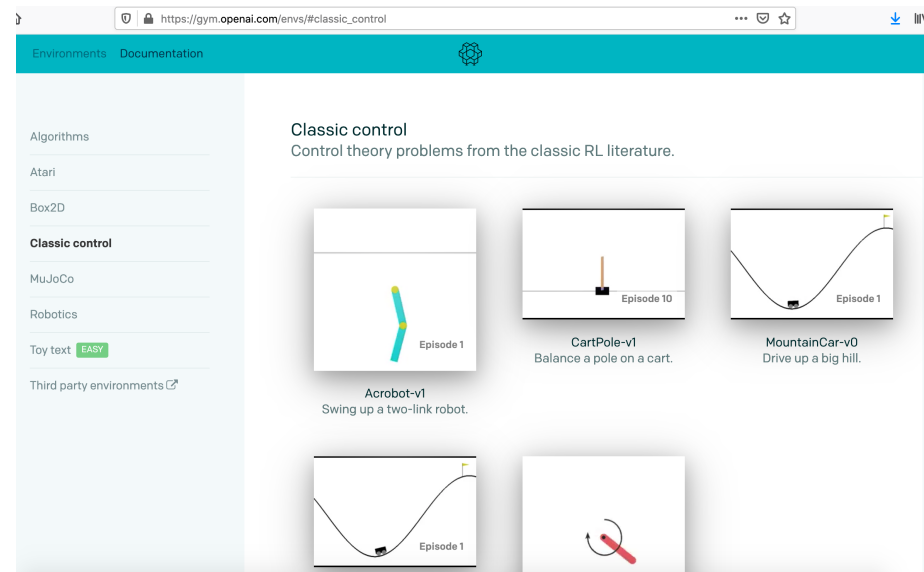 https://gym.openai.com/envs/#classic_control
Environments Documentation
Algorithms
Atari
Box2D
Classic control
MuJoCo
Robotics
Toy text EASY
Third party environments
Classic control
Control theory problems from the classic RL literature.
Episode 1
Acrobot-v1
Swing up a two-link robot.
Episode 10
CartPole-v1
Balance a pole on a cart.
Episode 1
MountainCar-v0
Drive up a big hill.
Episode 1